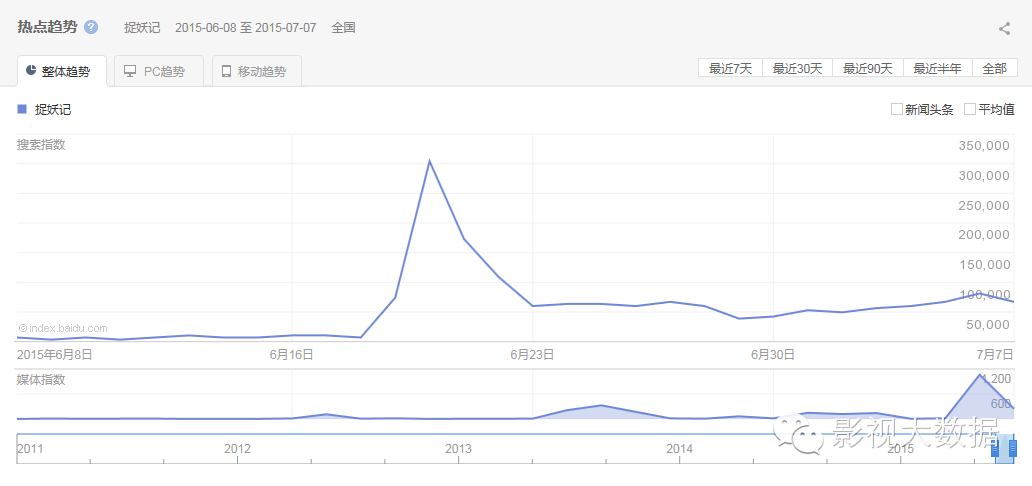 热点趋势 ? 捉妖记 2015-06-08 至 2015-07-07 全国
整体趋势 PC趋势 移动趋势 最近7天 最近30天 最近90天 最近半年 全部
捉妖记 新闻头条 平均值
搜索指数
350,000
300,000
250,000
200,000
150,000
100,000
50,000
©index.baidu.com
2015年6月8日 6月16日 6月23日 6月30日 7月7日
媒体指数
1,200
600
影视大数据
2011 2012 2013 2014 2015